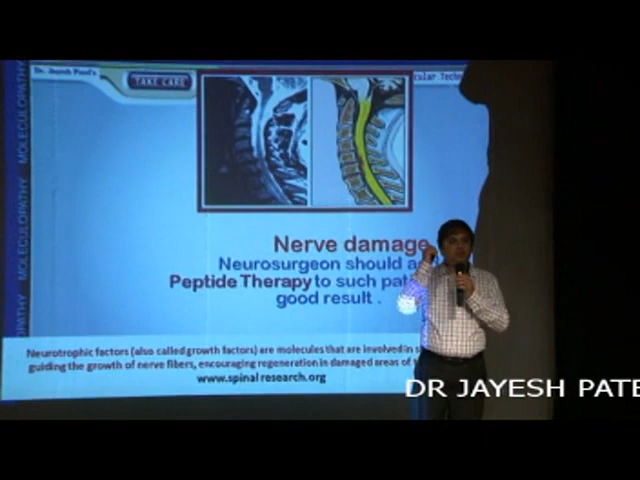 Dr. Jayesh Patel's
TAKE CARE
cular Techn
MOLECULOPATHY MOLECULOPATHY
Nerve damage
Neurosurgeon should a
Peptide Therapy to such pat
good result .
Neurotrophic factors (also called growth factors) are molecules that are involved in s
guiding the growth of nerve fibers, encouraging regeneration in damaged areas of
www.spinal research.org
DR JAYESH PATE